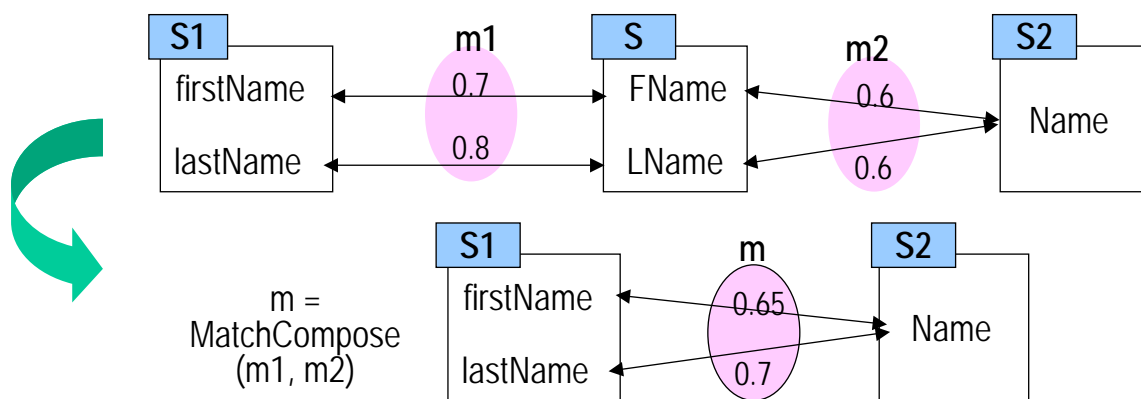 S1 m1 S m2 S2
firstName 0.7 FName 0.6 Name
lastName 0.8 LName 0.6
S1 m S2
m =
MatchCompose
(m1, m2)
firstName 0.65 Name
lastName 0.7